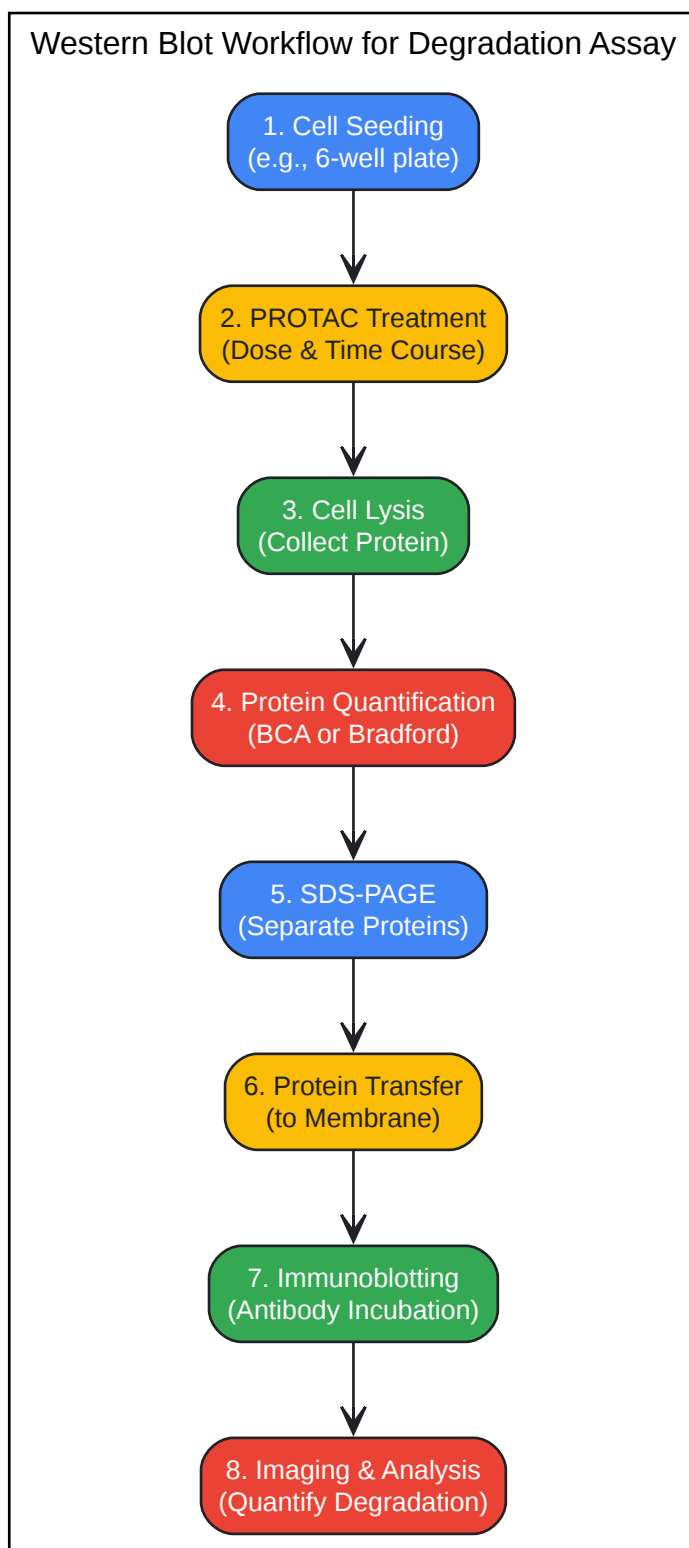 Western Blot Workflow for Degradation Assay
1. Cell Seeding
(e.g., 6-well plate)
2. PROTAC Treatment
(Dose & Time Course)
3. Cell Lysis
(Collect Protein)
4. Protein Quantification
(BCA or Bradford)
5. SDS-PAGE
(Separate Proteins)
6. Protein Transfer
(to Membrane)
7. Immunoblotting
(Antibody Incubation)
8. Imaging & Analysis
(Quantify Degradation)